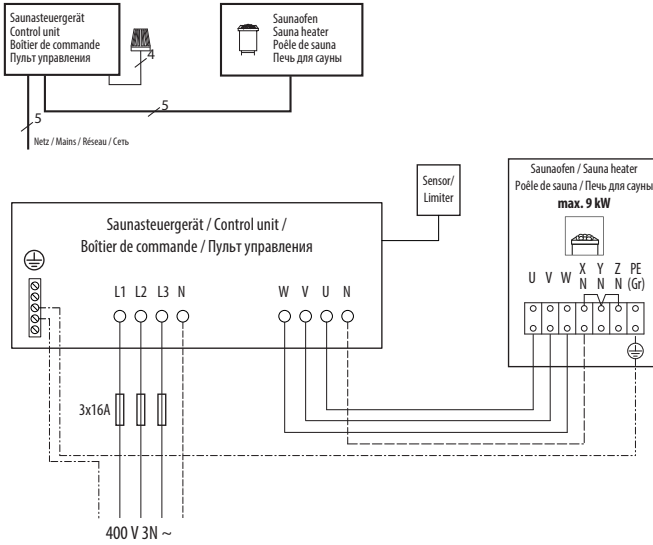 Saunasteuergerät
Control unit
Boîtier de commande
Пульт управления
4
Saunaofen
Sauna heater
Poêle de sauna
Печь для сауны
5
5
Netz / Mains / Réseau / Сеть
Sensor/
Limiter
Saunaofen / Sauna heater
Poêle de sauna / Печь для сауны
max. 9 kW
Saunasteuergerät / Control unit /
Boîtier de commande / Пульт управления
U V W X Y Z PE
N N N (Gr)
L1 L2 L3 N W V U N
3x16A
400 V 3N ~